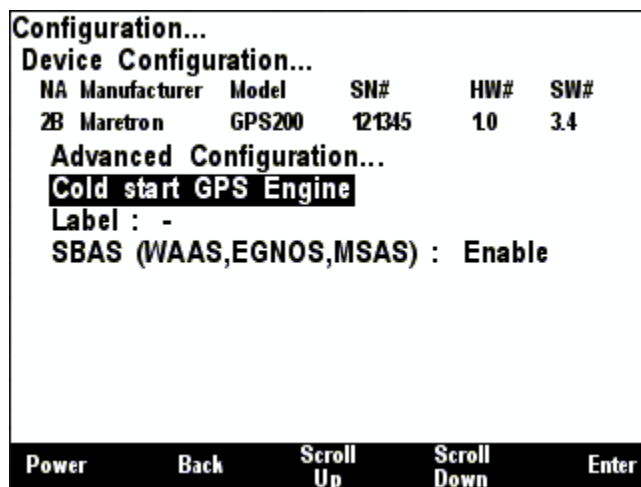 Configuration...
Device Configuration...
NA Manufacturer Model SN# HW# SW#
2B Maretron GPS200 121345 1.0 3.4
Advanced Configuration...
Cold start GPS Engine
Label : -
SBAS (WAAS,EGNOS,MSAS) : Enable
Power Back Scroll Up Scroll Down Enter